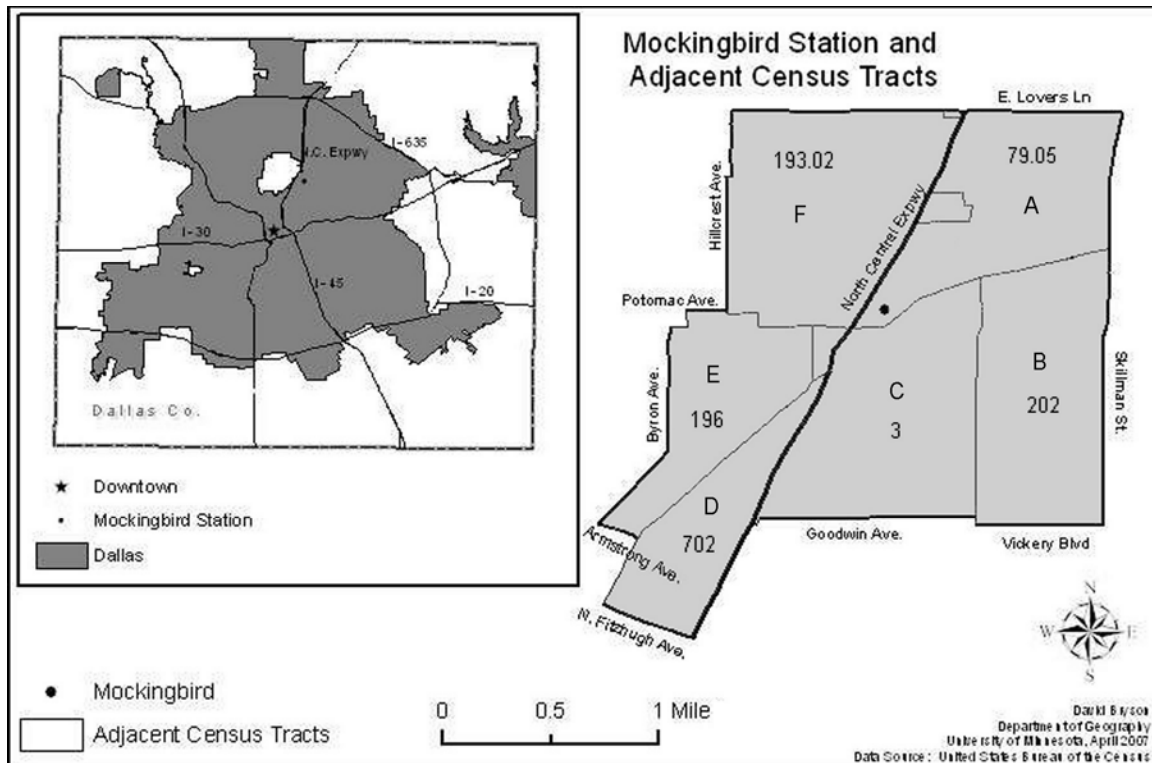 Mockingbird Station and
Adjacent Census Tracts
I-635
N.C. Expwy
I-30
I-45
I-20
Dallas Co.
Downtown
Mockingbird Station
Dallas
E. Lovers Ln
193.02
79.05
Hillcrest Ave.
F
A
North Central Expwy
Potomac Ave.
Byron Ave.
E
196
C
3
B
202
Skillman St.
D
702
Armstrong Ave.
Goodwin Ave.
Vickery Blvd
N. Fitzhugh Ave.
N
W
E
S
Mockingbird
Adjacent Census Tracts
0 0.5 1 Mile
David Bryson
Department of Geography
University of Minnesota, April 2007
Data Source: United States Bureau of the Census